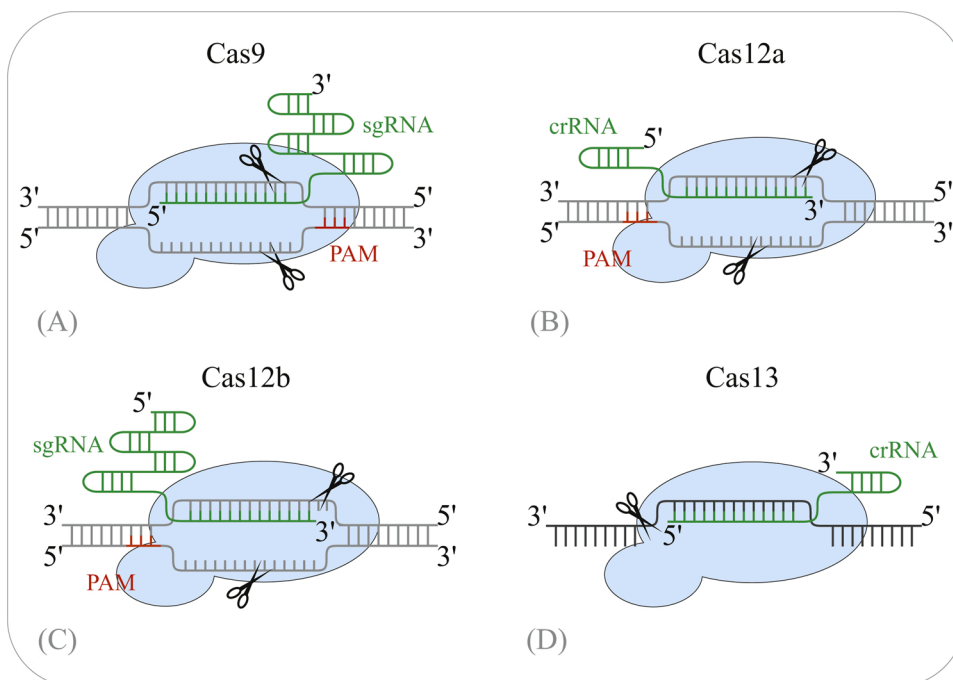 Cas9
3'
sgRNA
3'
5'
5'
5'
3'
PAM
(A)
Cas12a
crRNA
5'
3'
5'
3'
5'
3'
PAM
(B)
Cas12b
5'
sgRNA
3'
5'
3'
5'
3'
PAM
(C)
Cas13
crRNA
3'
3'
5'
5'
(D)